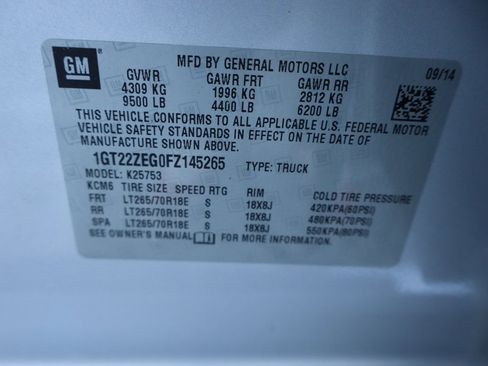 GM
MFD BY GENERAL MOTORS LLC
09/14
GVWR GAWR FRT GAWR RR
4309 KG 1996 KG 2812 KG
9500 LB 4400 LB 6200 LB
THIS VEHICLE CONFORMS TO ALL APPLICABLE U.S. FEDERAL MOTOR
VEHICLE SAFETY STANDARDS IN EFFECT ON THE DATE OF
MANUFACTURE SHOWN ABOVE.
1GT22ZEG0FZ145265 TYPE: TRUCK
MODEL: K25753
KCM6 TIRE SIZE SPEED RTG RIM COLD TIRE PRESSURE
FRT LT265/70R18E S 18X8J 420KPA(60PSI)
RR LT265/70R18E S 18X8J 480KPA(70PSI)
SPA LT265/70R18E S 18X8J 550KPA(80PSI)
SEE OWNER'S MANUAL FOR MORE INFORMATION.